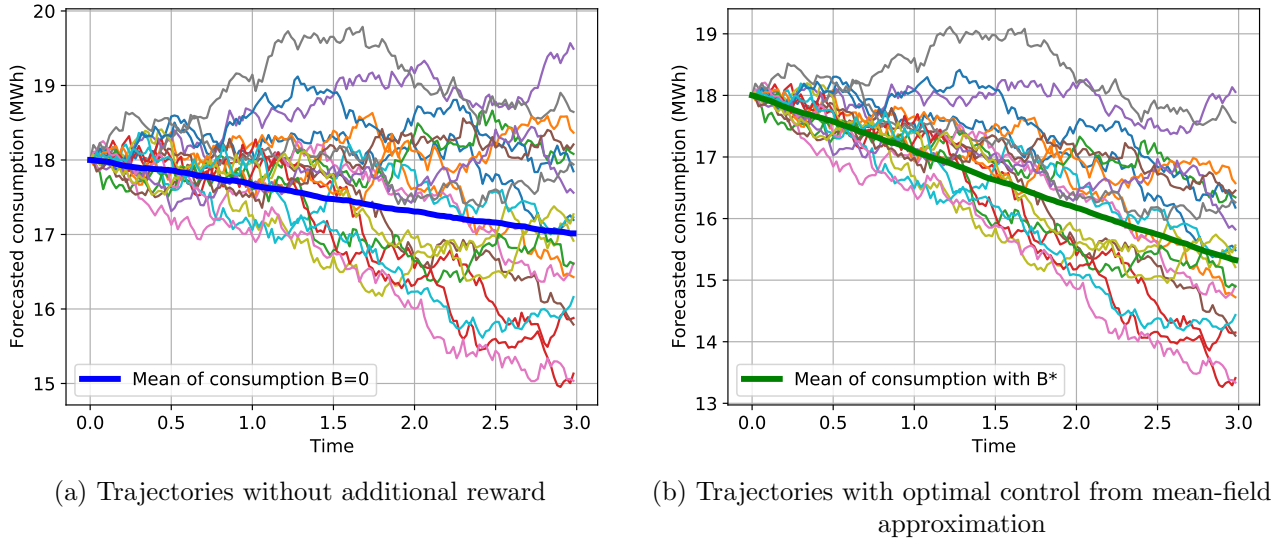 20
19
18
17
16
15
Forecasted consumption (MWh)
Mean of consumption B=0
0.0 0.5 1.0 1.5 2.0 2.5 3.0
Time
(a) Trajectories without additional reward
19
18
17
16
15
14
13
Forecasted consumption (MWh)
Mean of consumption with B*
0.0 0.5 1.0 1.5 2.0 2.5 3.0
Time
(b) Trajectories with optimal control from mean-field
approximation